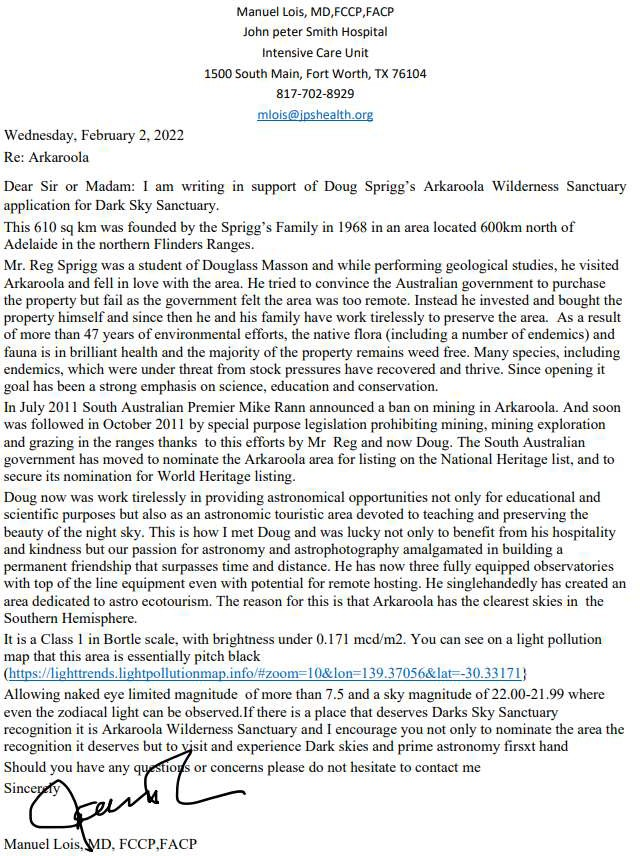 Manuel Lois, MD,FCCP,FACP
John peter Smith Hospital
Intensive Care Unit
1500 South Main, Fort Worth, TX 76104
817-702-8929
mlois@jpshealth.org
Wednesday, February 2, 2022
Re: Arkaroola
Dear Sir or Madam: I am writing in support of Doug Sprigg’s Arkaroola Wilderness Sanctuary
application for Dark Sky Sanctuary.
This 610 sq km was founded by the Sprigg’s Family in 1968 in an area located 600km north of
Adelaide in the northern Flinders Ranges.
Mr. Reg Sprigg was a student of Douglass Masson and while performing geological studies, he visited
Arkaroola and fell in love with the area. He tried to convince the Australian government to purchase
the property but fail as the government felt the area was too remote. Instead he invested and bought the
property himself and since then he and his family have work tirelessly to preserve the area. As a result
of more than 47 years of environmental efforts, the native flora (including a number of endemics) and
fauna is in brilliant health and the majority of the property remains weed free. Many species, including
endemics, which were under threat from stock pressures have recovered and thrive. Since opening it
goal has been a strong emphasis on science, education and conservation.
In July 2011 South Australian Premier Mike Rann announced a ban on mining in Arkaroola. And soon
was followed in October 2011 by special purpose legislation prohibiting mining, mining exploration
and grazing in the ranges thanks to this efforts by Mr Reg and now Doug. The South Australian
government has moved to nominate the Arkaroola area for listing on the National Heritage list, and to
secure its nomination for World Heritage listing.
Doug now was work tirelessly in providing astronomical opportunities not only for educational and
scientific purposes but also as an astronomic touristic area devoted to teaching and preserving the
beauty of the night sky. This is how I met Doug and was lucky not only to benefit from his hospitality
and kindness but our passion for astronomy and astrophotography amalgamated in building a
permanent friendship that surpasses time and distance. He has now three fully equipped observatories
with top of the line equipment even with potential for remote hosting. He singlehandedly has created an
area dedicated to astro ecotourism. The reason for this is that Arkaroola has the clearest skies in the
Southern Hemisphere.
It is a Class 1 in Bortle scale, with brightness under 0.171 mcd/m2. You can see on a light pollution
map that this area is essentially pitch black
(https://lighttrends.lightpollutionmap.info/#zoom=10&lon=139.37056&lat=-30.33171}
Allowing naked eye limited magnitude of more than 7.5 and a sky magnitude of 22.00-21.99 where
even the zodiacal light can be observed.If there is a place that deserves Darks Sky Sanctuary
recognition it is Arkaroola Wilderness Sanctuary and I encourage you not only to nominate the area the
recognition it deserves but to visit and experience Dark skies and prime astronomy firsxt hand
Should you have any questions or concerns please do not hesitate to contact me
Sincerely
Manuel Lois, MD, FCCP,FACP